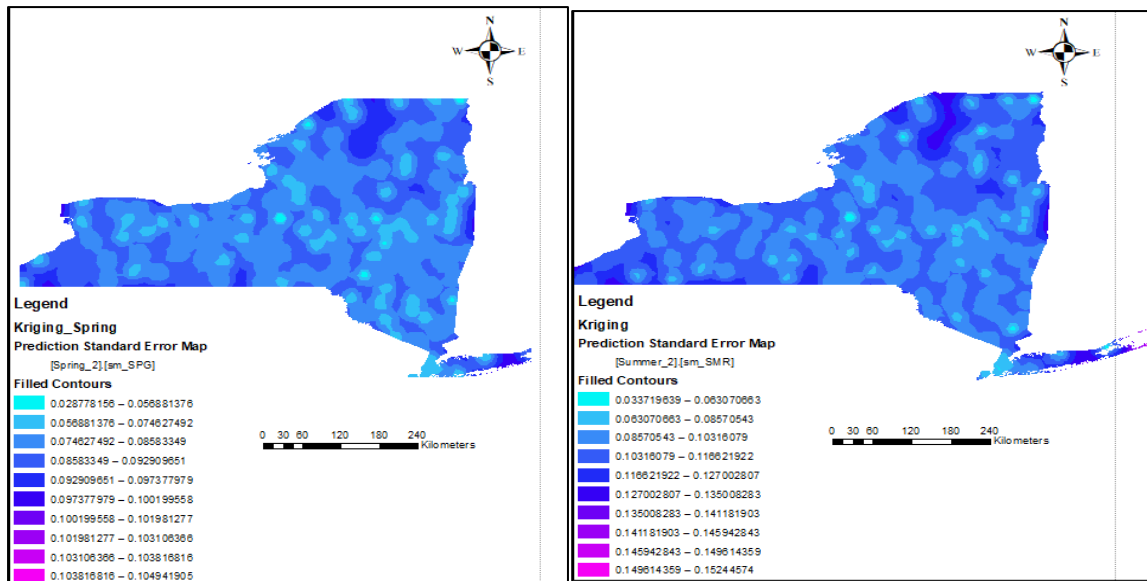 N
W E
S
Legend
Kriging_Spring
Prediction Standard Error Map
[Spring_2].[sm_SPG]
Filled Contours
0.028778156 – 0.056881376
0.056881376 – 0.074627492
0.074627492 – 0.08583349
0.08583349 – 0.092909651
0.092909651 – 0.097377979
0.097377979 – 0.100199558
0.100199558 – 0.101981277
0.101981277 – 0.103106366
0.103106366 – 0.103816816
0.103816816 – 0.104941905
0 30 60 120 180 240
Kilometers
N
W E
S
Legend
Kriging
Prediction Standard Error Map
[Summer_2].[sm_SMR]
Filled Contours
0.033719639 – 0.063070663
0.063070663 – 0.08570543
0.08570543 – 0.10316079
0.10316079 – 0.116621922
0.116621922 – 0.127002807
0.127002807 – 0.135008283
0.135008283 – 0.141181903
0.141181903 – 0.145942843
0.145942843 – 0.149614359
0.149614359 – 0.15244574
0 30 60 120 180 240
Kilometers